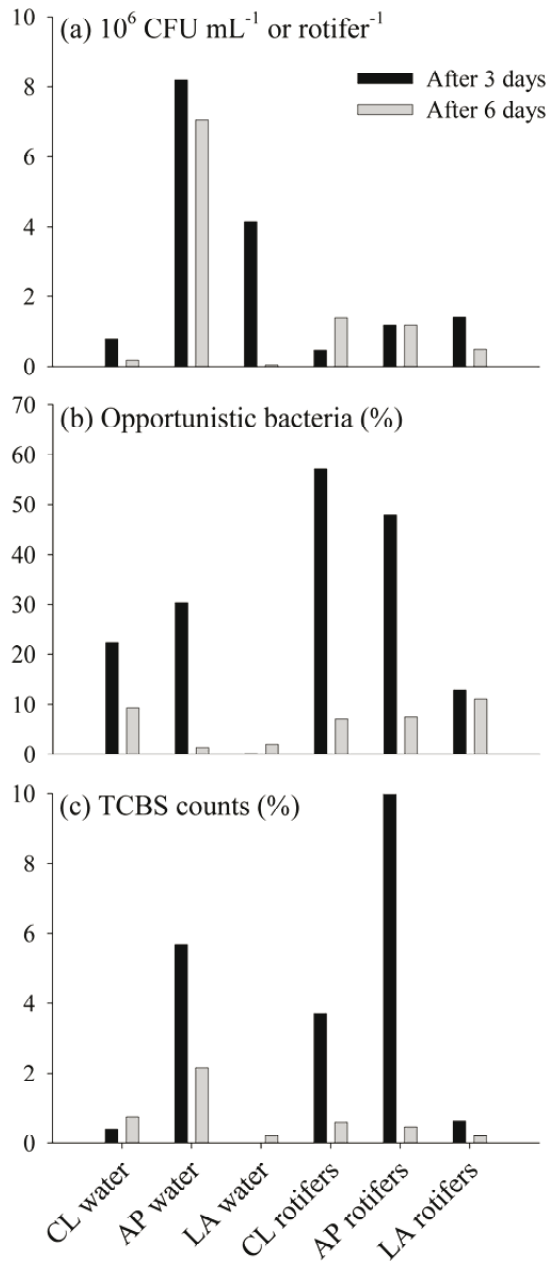 10
(a) 10⁶ CFU mL⁻¹ or rotifer⁻¹
After 3 days
After 6 days
8
6
4
2
0
70
(b) Opportunistic bacteria (%)
60
50
40
30
20
10
0
10
(c) TCBS counts (%)
8
6
4
2
0
CL water
AP water
LA water
CL rotifers
AP rotifers
LA rotifers